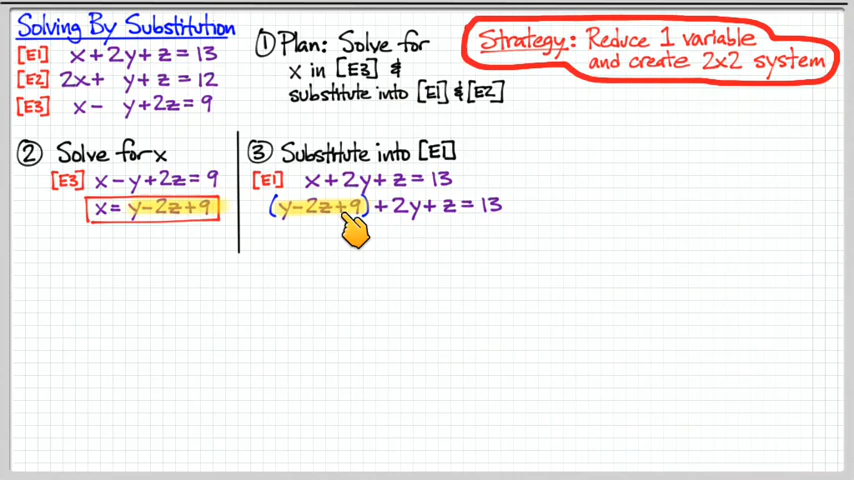 Solving By Substitution
[E1] x+2y+z=13
[E2] 2x+ y+z=12
[E3] x- y+2z=9
① Plan: Solve for
x in [E3] &
substitute into [E1] & [E2]
Strategy: Reduce 1 variable
and create 2x2 system
② Solve for x
[E3] x-y+2z=9
x= y-2z+9
③ Substitute into [E1]
[E1] x+2y+z=13
(y-2z+9)+2y+z=13